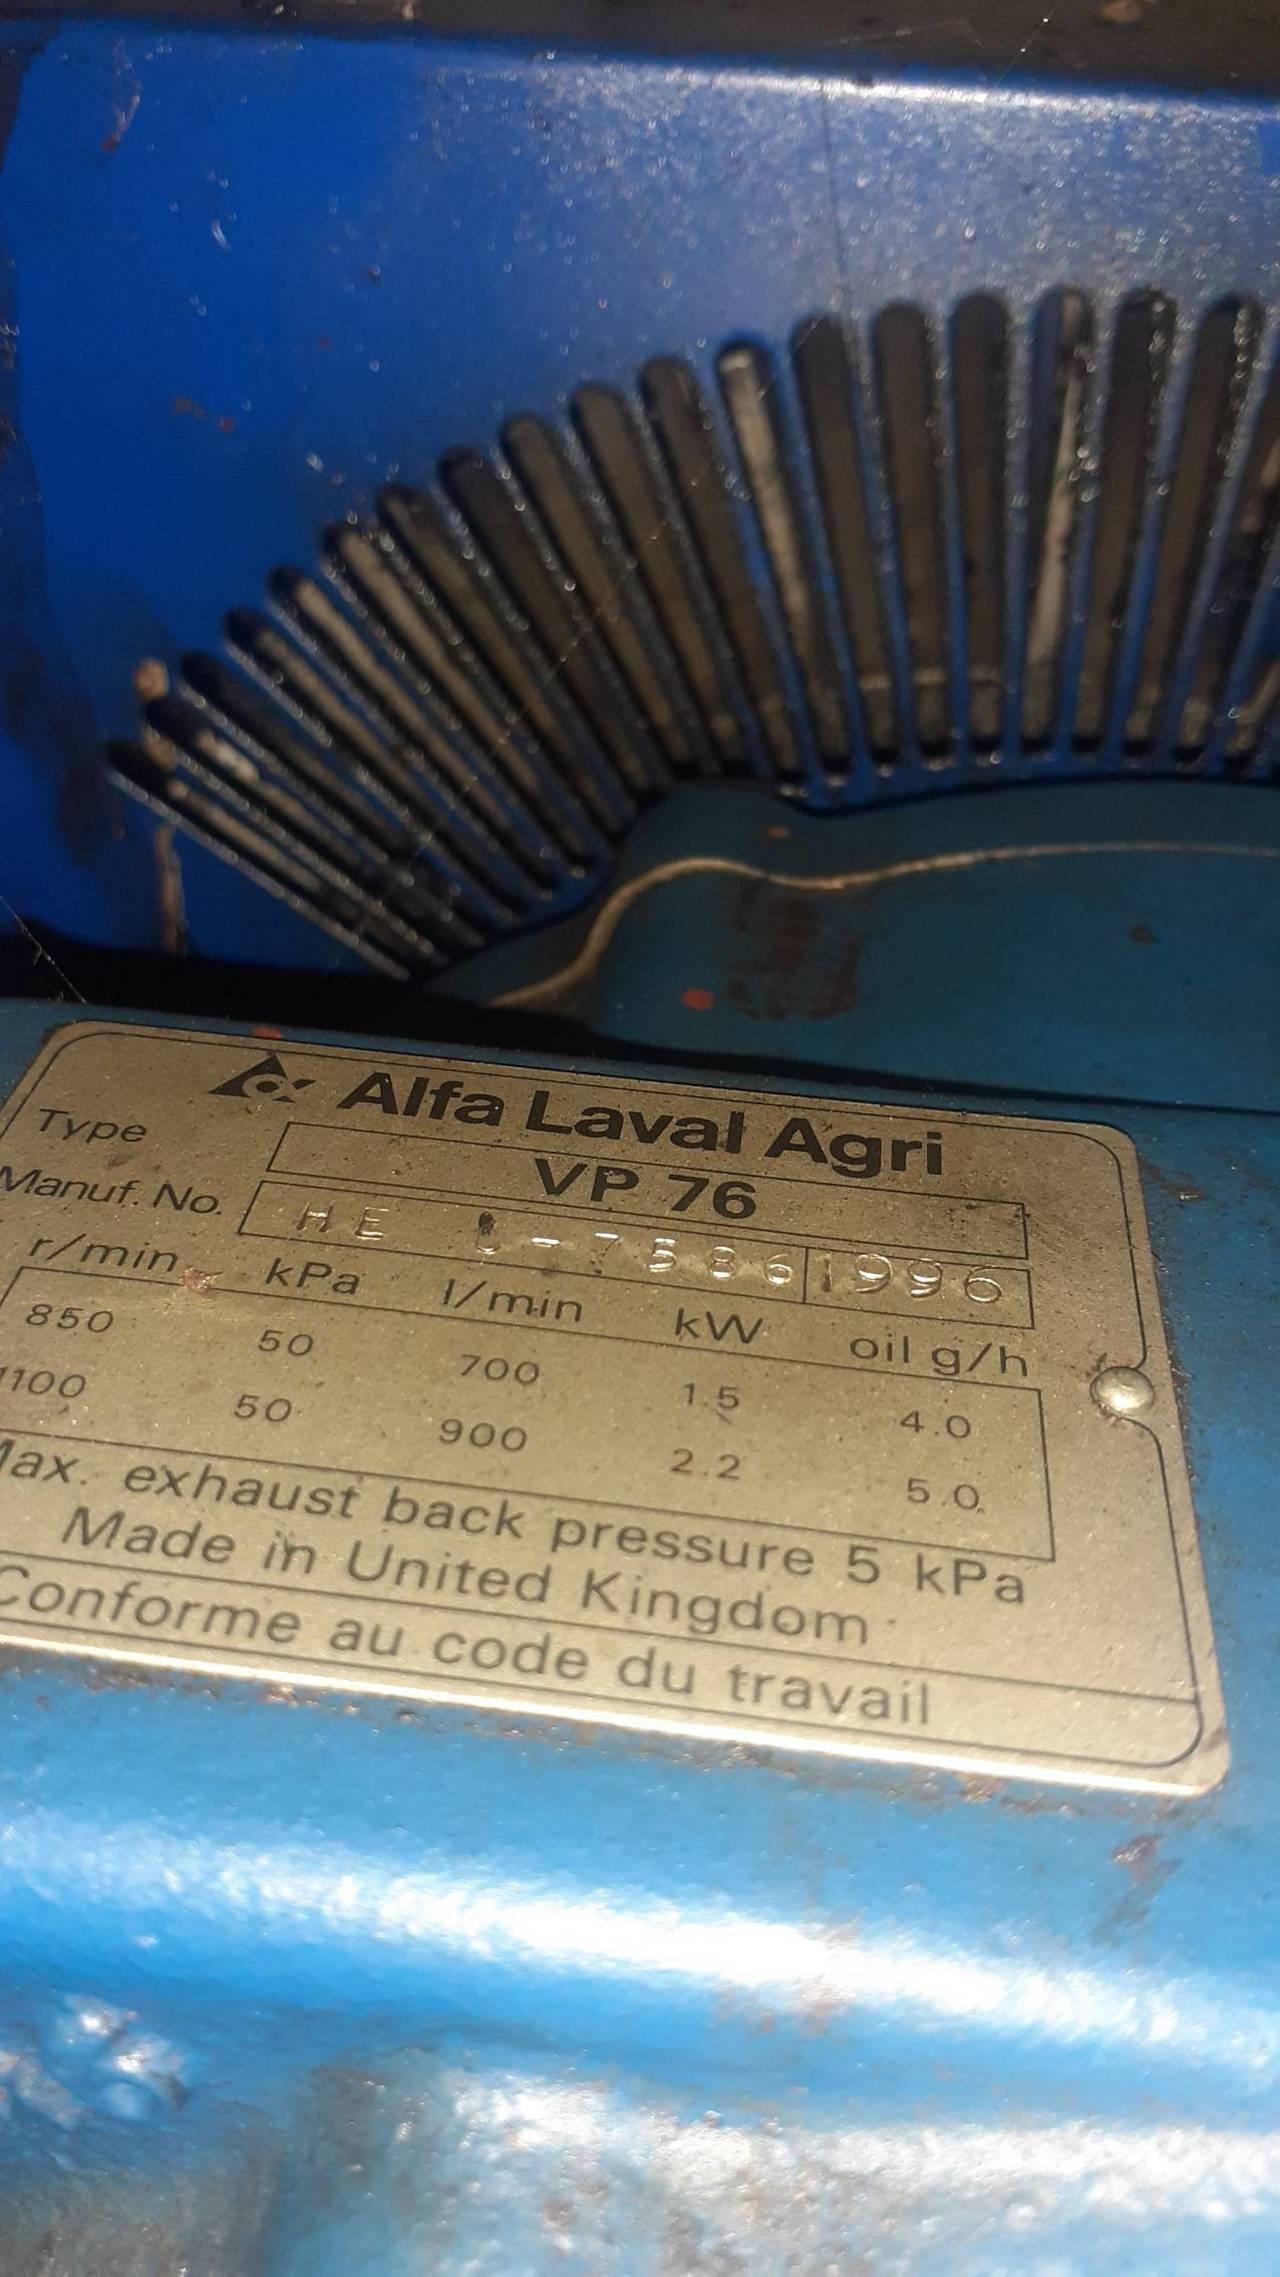 Alfa Laval Agri
Type VP 76
Manuf. No. HE 8-7586 1996
r/min kPa l/min kW oil g/h
850 50 700 1.5 4.0
1100 50 900 2.2 5.0
Max. exhaust back pressure 5 kPa
Made in United Kingdom
Conforme au code du travail